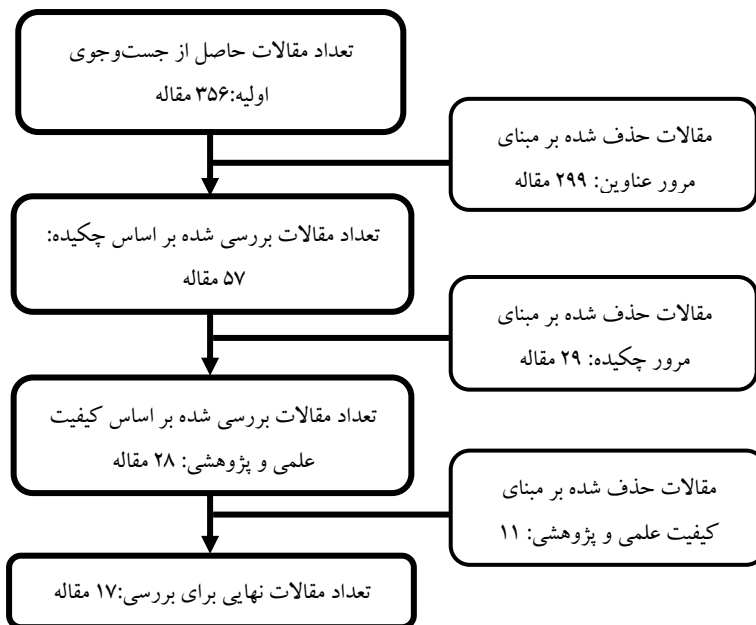 تعداد مقالات حاصل از جست‌وجوی
اولیه:۳۵۶ مقاله
مقالات حذف شده بر مبنای
مرور عناوین: ۲۹۹ مقاله
تعداد مقالات بررسی شده بر اساس چکیده:
۵۷ مقاله
مقالات حذف شده بر مبنای
مرور چکیده: ۲۹ مقاله
تعداد مقالات بررسی شده بر اساس کیفیت
علمی و پژوهشی: ۲۸ مقاله
مقالات حذف شده بر مبنای
کیفیت علمی و پژوهشی: ۱۱
تعداد مقالات نهایی برای بررسی:۱۷ مقاله